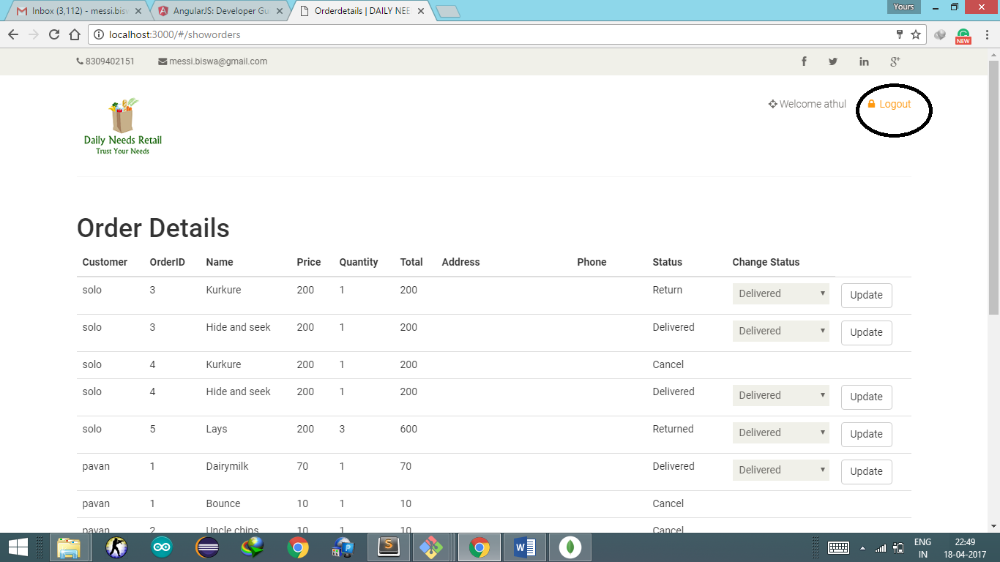 Inbox (3,112) - messi.bisw
AngularJS: Developer Gu
Orderdetails | DAILY NEE
Yours
localhost:3000/#/showorders
NEW
8309402151 messi.biswa@gmail.com
Welcome athul Logout
Daily Needs Retail
Trust Your Needs
Order Details
Customer OrderID Name Price Quantity Total Address Phone Status Change Status
solo 3 Kurkure 200 1 200 Return Delivered Update
solo 3 Hide and seek 200 1 200 Delivered Delivered Update
solo 4 Kurkure 200 1 200 Cancel
solo 4 Hide and seek 200 1 200 Delivered Delivered Update
solo 5 Lays 200 3 600 Returned Delivered Update
pavan 1 Dairymilk 70 1 70 Delivered Delivered Update
pavan 1 Bounce 10 1 10 Cancel
pavan 2 Uncle chips 10 1 10 Cancel
ENG 22:49
IN 18-04-2017